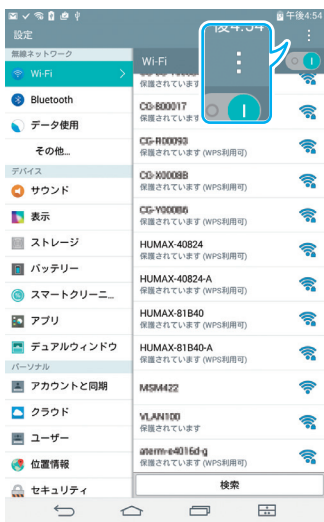 午後4:54
設定
無線ネットワーク
Wi-Fi
Bluetooth
データ使用
その他...
デバイス
サウンド
表示
ストレージ
バッテリー
スマートクリーニ...
アプリ
デュアルウィンドウ
パーソナル
アカウントと同期
クラウド
ユーザー
位置情報
セキュリティ
Wi-Fi
後4:54
保護されています
CG-800017
保護されています
CG-R00093
保護されています (WPS利用可)
CG-X0008B
保護されています (WPS利用可)
CG-Y000B6
保護されています (WPS利用可)
HUMAX-40824
保護されています (WPS利用可)
HUMAX-40824-A
保護されています (WPS利用可)
HUMAX-81B40
保護されています (WPS利用可)
HUMAX-81B40-A
保護されています (WPS利用可)
MSM422
VLAN100
保護されています
aterm-e4016d-g
保護されています (WPS利用可)
検索